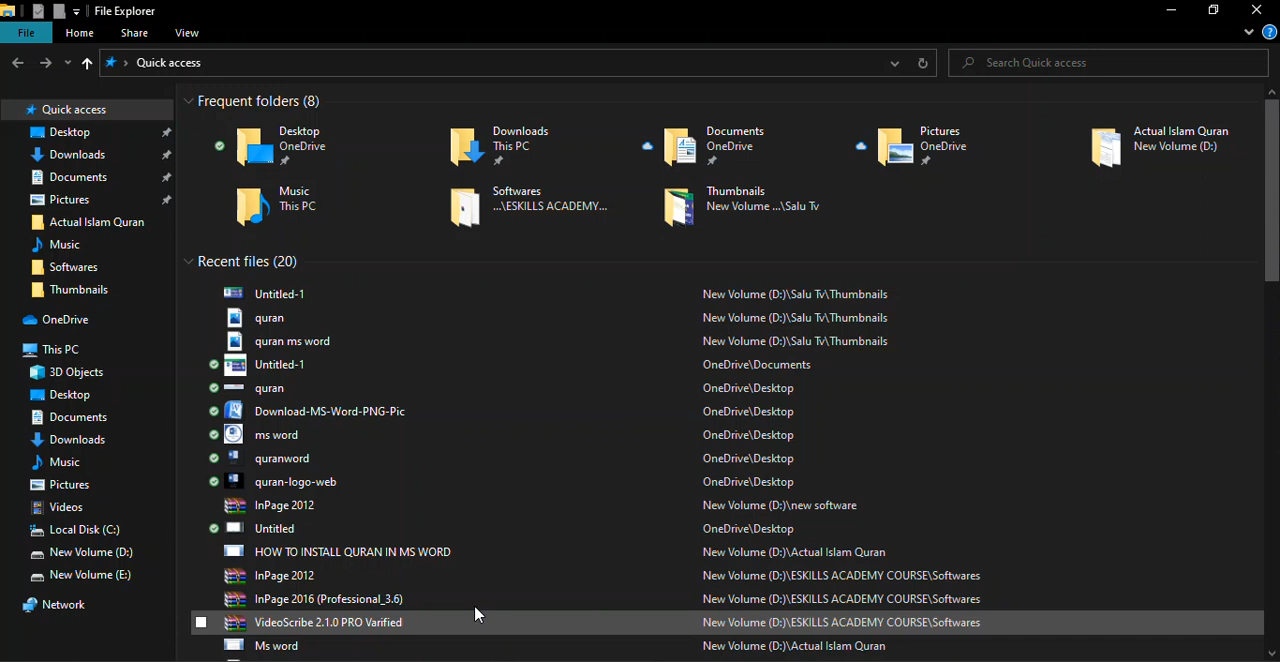 File Explorer
File Home Share View
Quick access
Search Quick access
Quick access
Desktop
Downloads
Documents
Pictures
Actual Islam Quran
Music
Softwares
Thumbnails
OneDrive
This PC
3D Objects
Desktop
Documents
Downloads
Music
Pictures
Videos
Local Disk (C:)
New Volume (D:)
New Volume (E:)
Network
Frequent folders (8)
Desktop
OneDrive
Downloads
This PC
Documents
OneDrive
Pictures
OneDrive
Actual Islam Quran
New Volume (D:)
Music
This PC
Softwares
...\ESKILLS ACADEMY...
Thumbnails
New Volume ...\Salu Tv
Recent files (20)
Untitled-1 New Volume (D:)\Salu Tv\Thumbnails
quran New Volume (D:)\Salu Tv\Thumbnails
quran ms word New Volume (D:)\Salu Tv\Thumbnails
Untitled-1 OneDrive\Documents
quran OneDrive\Desktop
Download-MS-Word-PNG-Pic OneDrive\Desktop
ms word OneDrive\Desktop
quranword OneDrive\Desktop
quran-logo-web OneDrive\Desktop
InPage 2012 New Volume (D:)\new software
Untitled OneDrive\Desktop
HOW TO INSTALL QURAN IN MS WORD New Volume (D:)\Actual Islam Quran
InPage 2012 New Volume (D:)\ESKILLS ACADEMY COURSE\Softwares
InPage 2016 (Professional_3.6) New Volume (D:)\ESKILLS ACADEMY COURSE\Softwares
VideoScribe 2.1.0 PRO Varified New Volume (D:)\ESKILLS ACADEMY COURSE\Softwares
Ms word New Volume (D:)\Actual Islam Quran